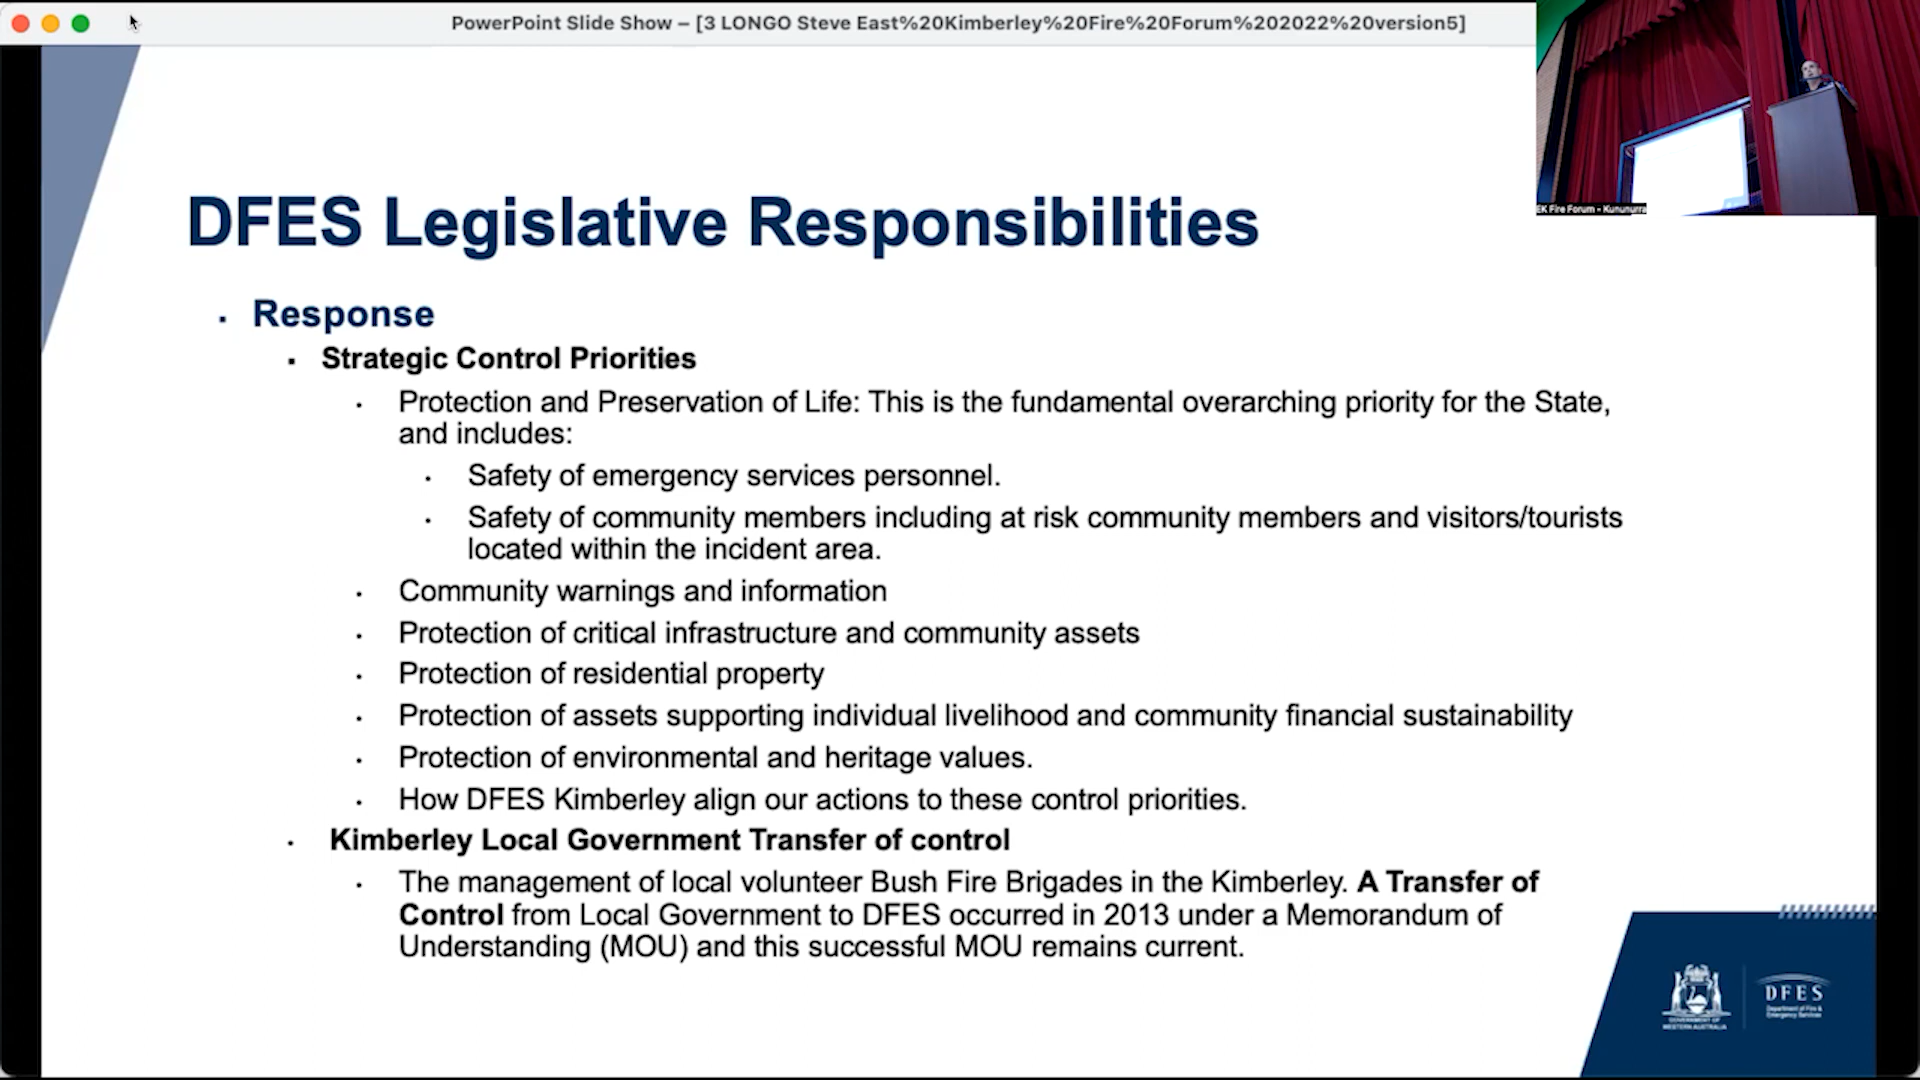 PowerPoint Slide Show – [3 LONGO Steve East%20Kimberley%20Fire%20Forum%202022%20version5]
EK Fire Forum - Kununurra
DFES Legislative Responsibilities
Response
Strategic Control Priorities
Protection and Preservation of Life: This is the fundamental overarching priority for the State,
and includes:
Safety of emergency services personnel.
Safety of community members including at risk community members and visitors/tourists
located within the incident area.
Community warnings and information
Protection of critical infrastructure and community assets
Protection of residential property
Protection of assets supporting individual livelihood and community financial sustainability
Protection of environmental and heritage values.
How DFES Kimberley align our actions to these control priorities.
Kimberley Local Government Transfer of control
The management of local volunteer Bush Fire Brigades in the Kimberley. A Transfer of
Control from Local Government to DFES occurred in 2013 under a Memorandum of
Understanding (MOU) and this successful MOU remains current.
GOVERNMENT OF
WESTERN AUSTRALIA
DFES
Department of Fire &
Emergency Services